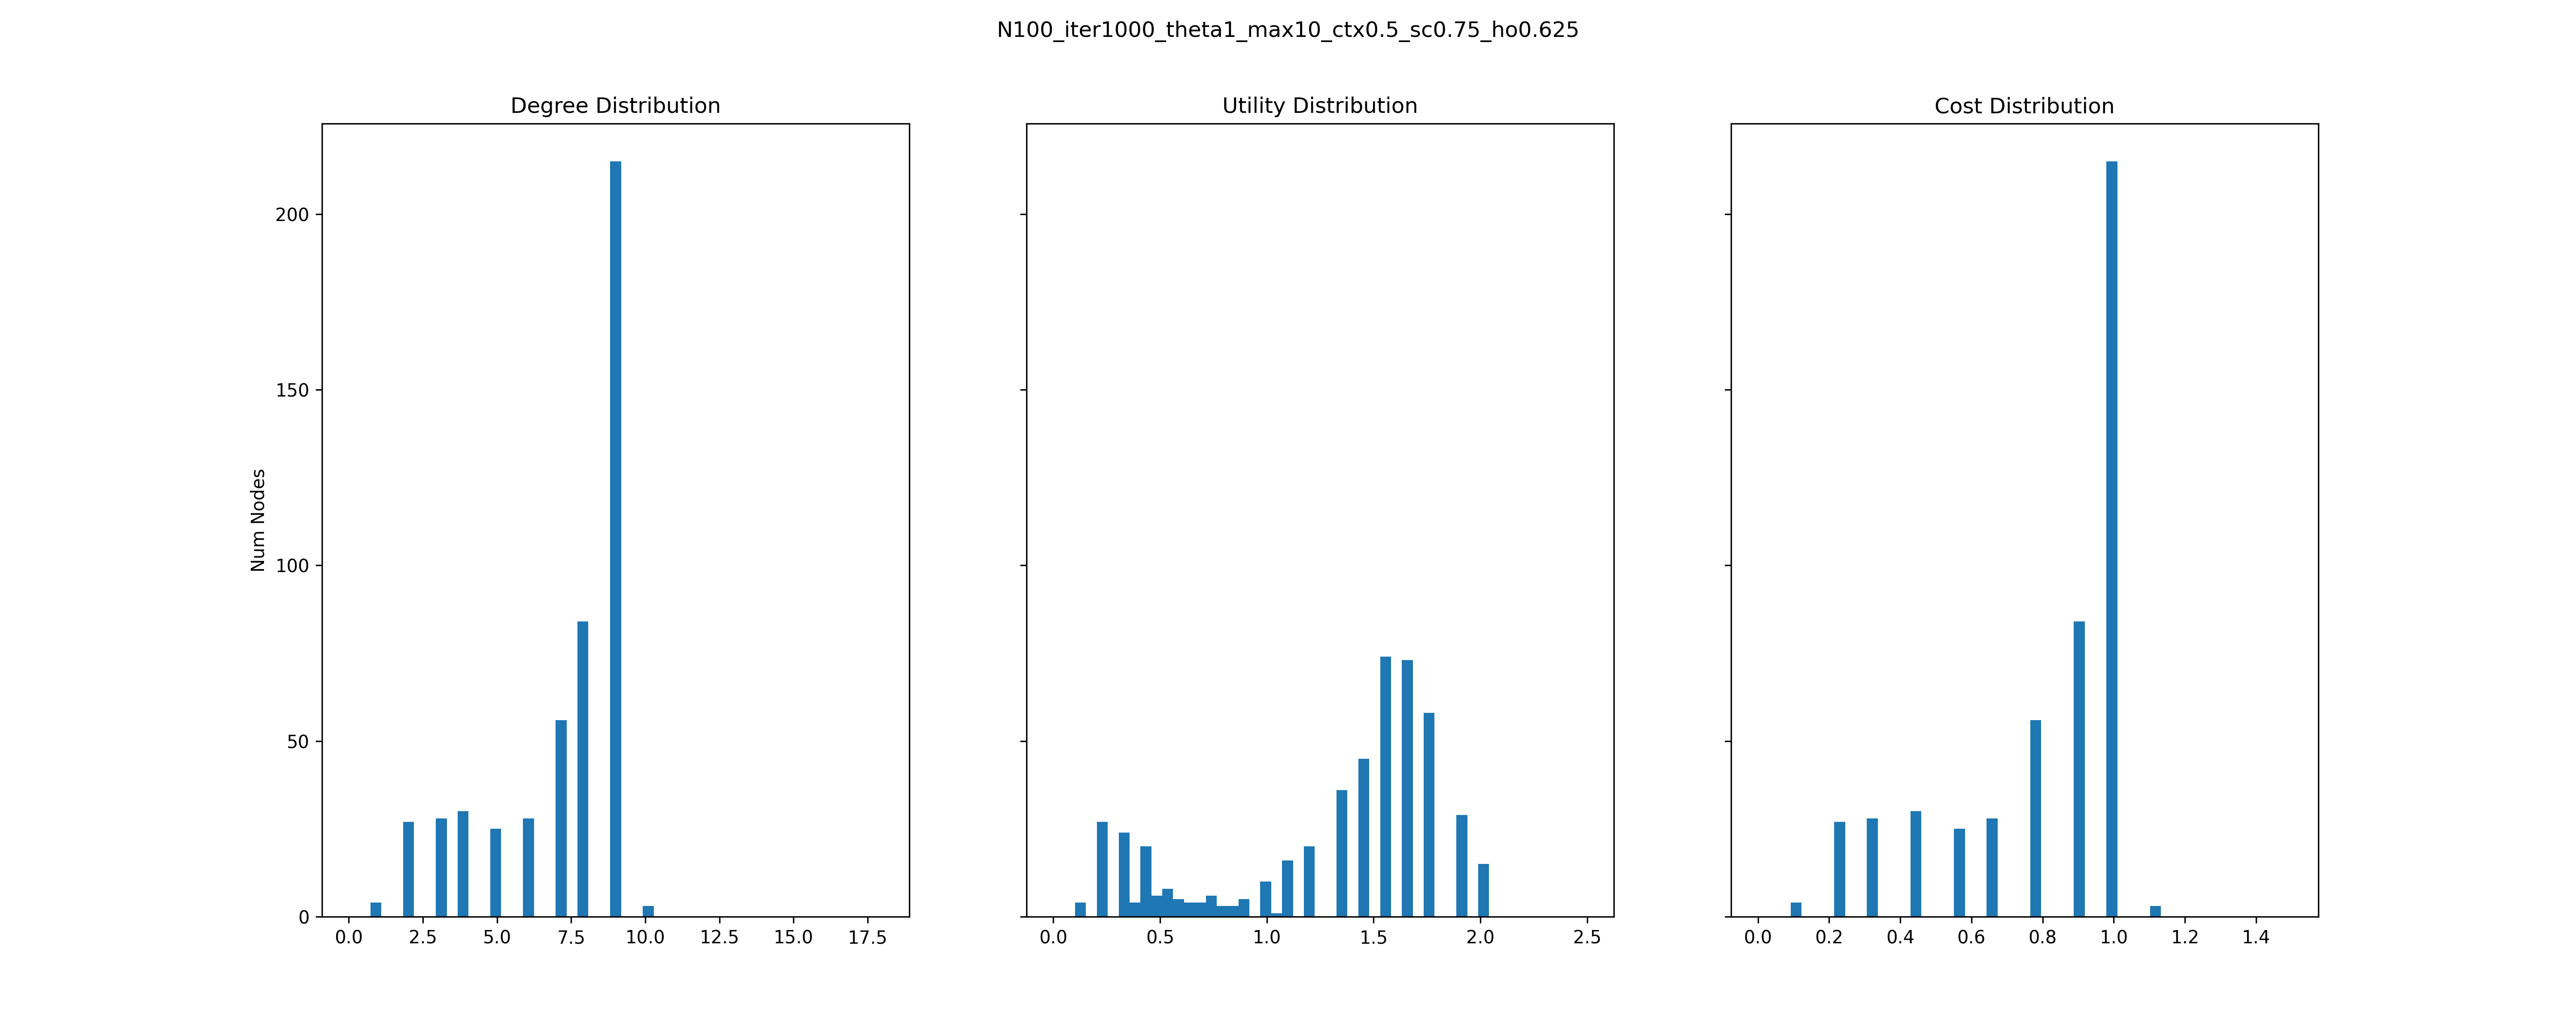 N100_iter1000_theta1_max10_ctx0.5_sc0.75_ho0.625
Degree Distribution
Num Nodes
200
150
100
50
0
0.0 2.5 5.0 7.5 10.0 12.5 15.0 17.5
Utility Distribution
0.0 0.5 1.0 1.5 2.0 2.5
Cost Distribution
0.0 0.2 0.4 0.6 0.8 1.0 1.2 1.4